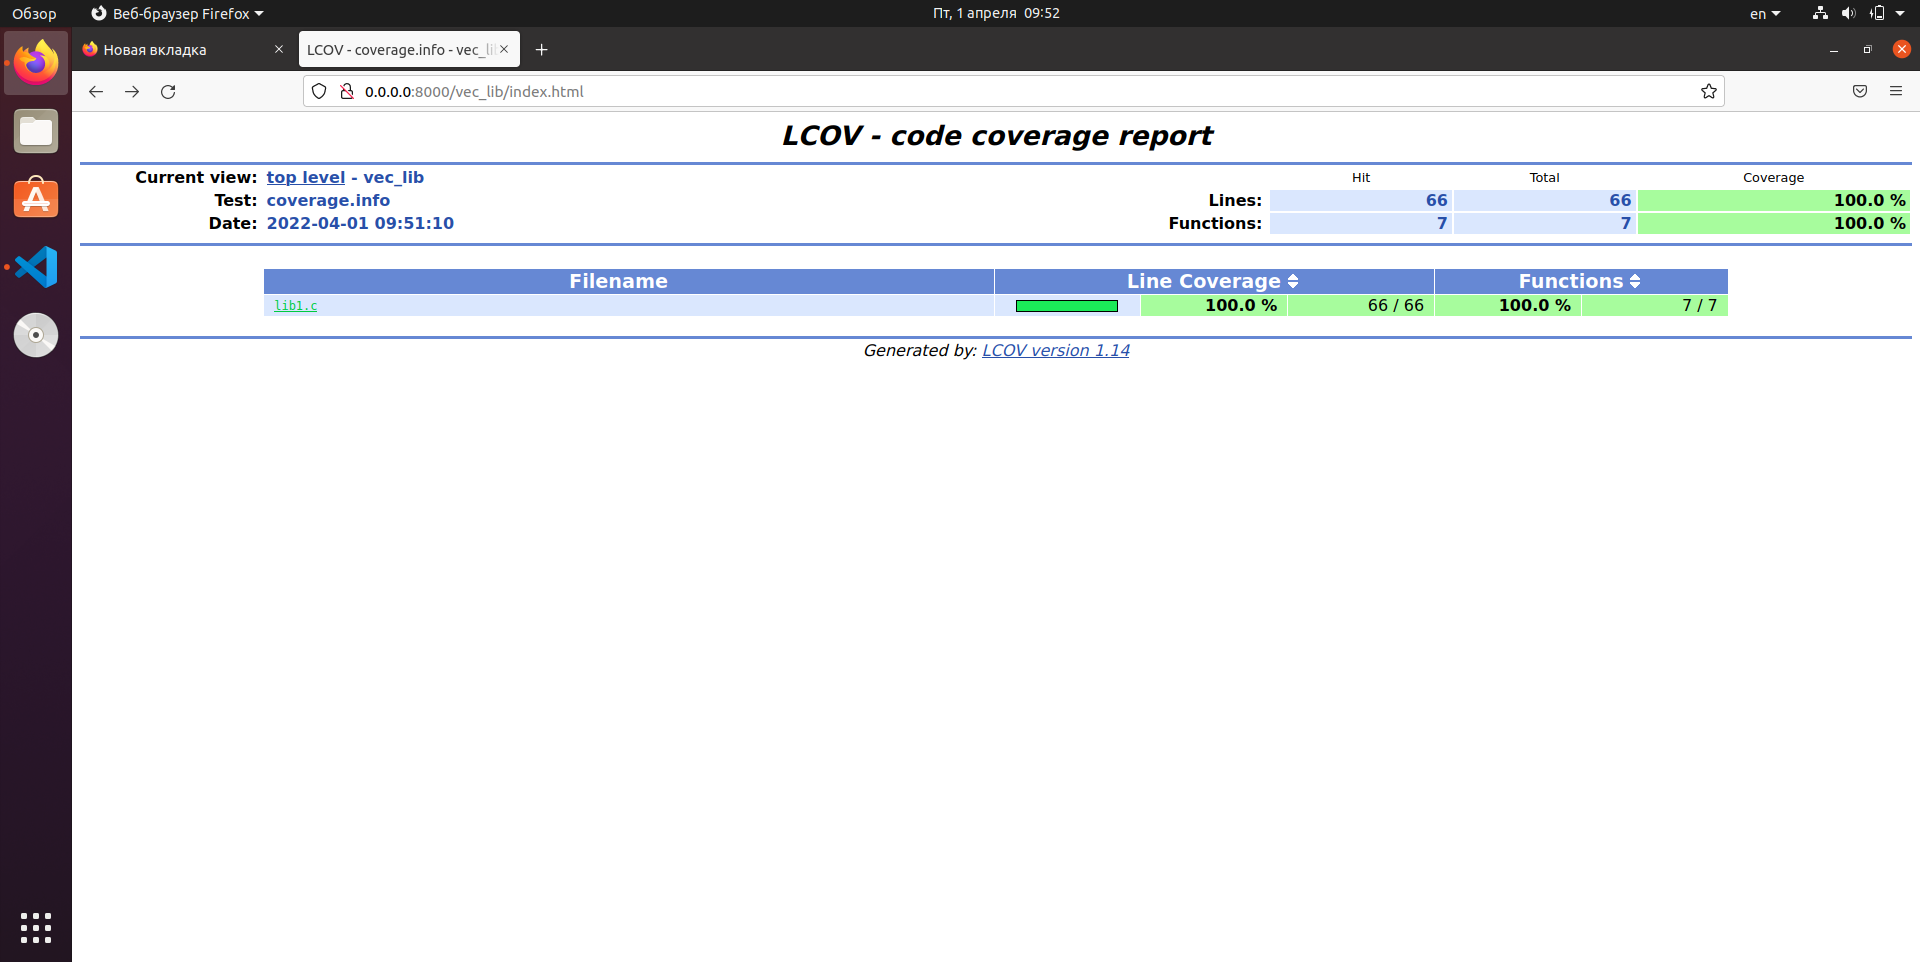 Обзор Веб-браузер Firefox Пт, 1 апреля 09:52 en
Новая вкладка LCOV - coverage.info - vec_li
0.0.0.0:8000/vec_lib/index.html
LCOV - code coverage report
Current view: top level - vec_lib Hit Total Coverage
Test: coverage.info Lines: 66 66 100.0 %
Date: 2022-04-01 09:51:10 Functions: 7 7 100.0 %
Filename Line Coverage Functions
lib1.c 100.0 % 66 / 66 100.0 % 7 / 7
Generated by: LCOV version 1.14